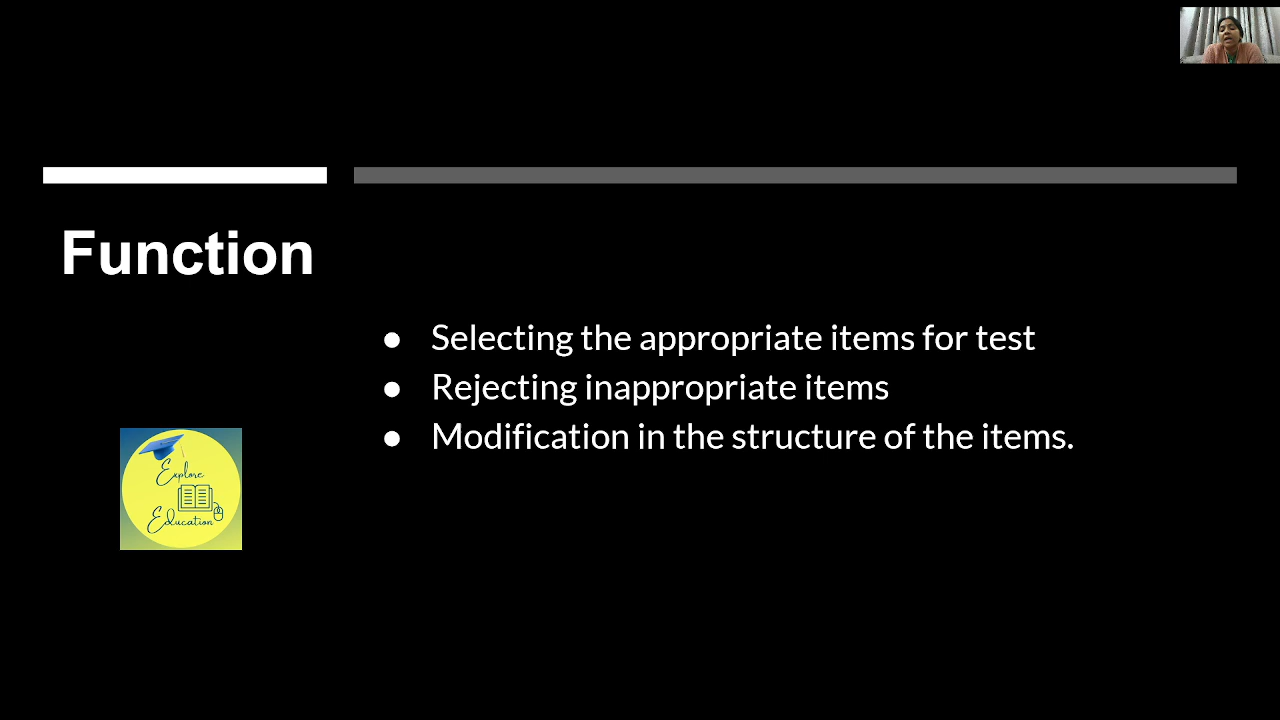 Function
● Selecting the appropriate items for test
● Rejecting inappropriate items
● Modification in the structure of the items.
Explore
Education